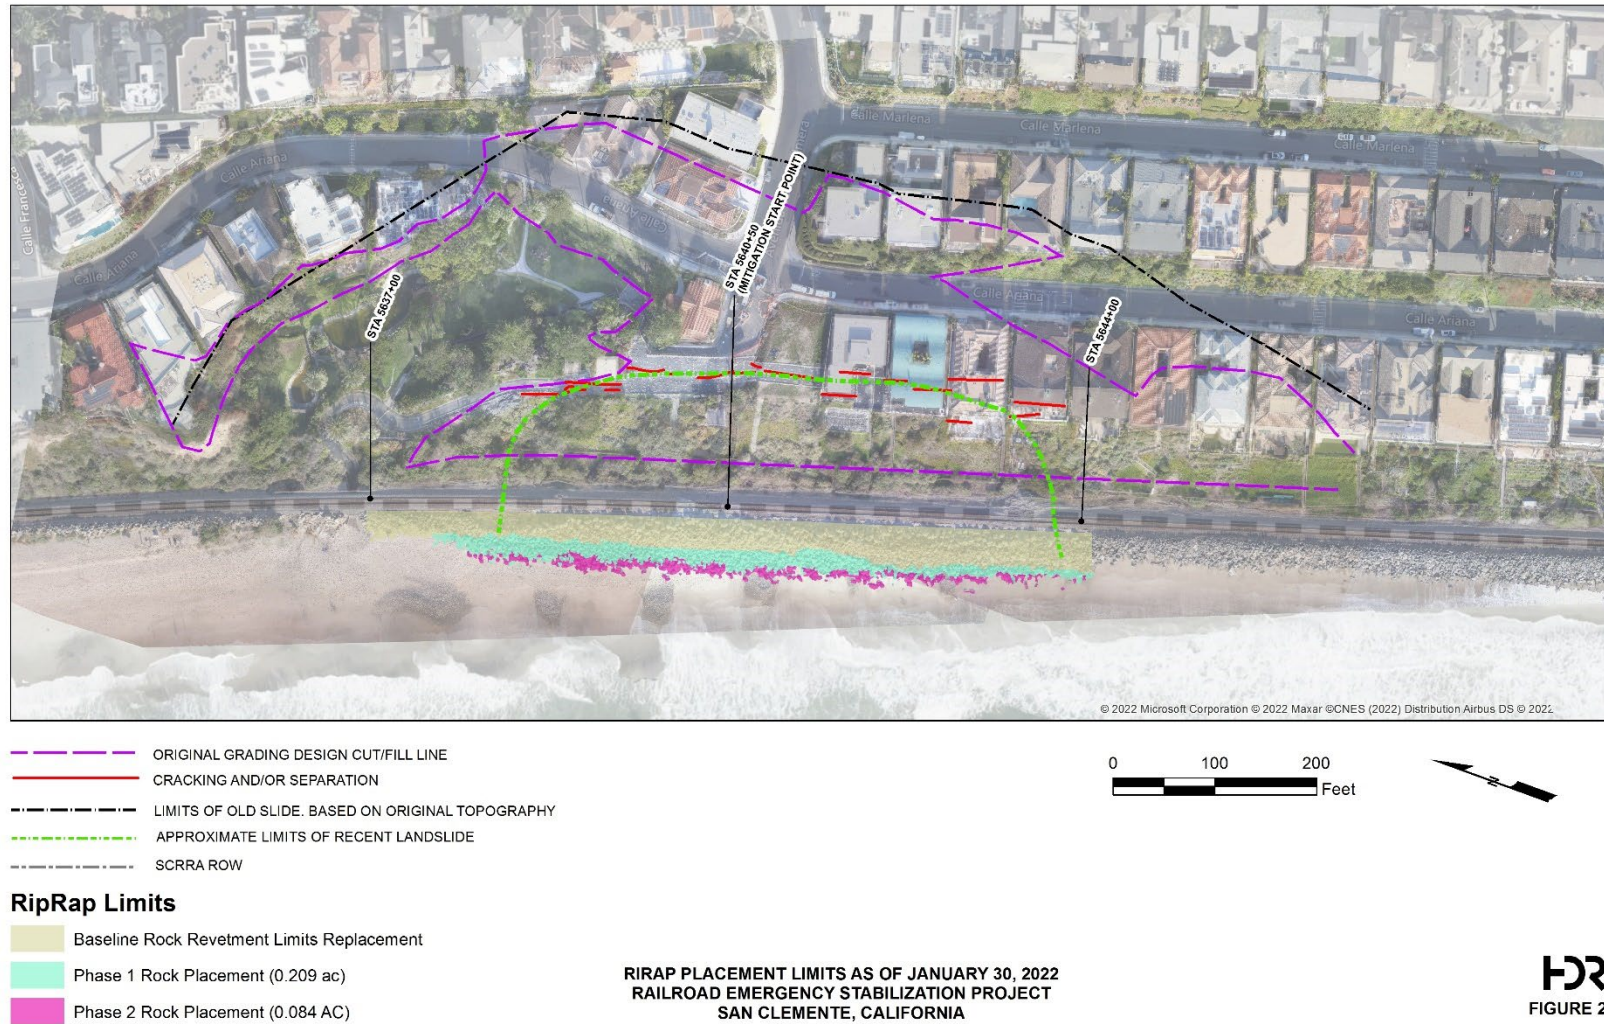 Calle Marlena
Calle Marlena
Calle Marlena
Calle Ariana
Calle Francesco
STA 5640+50
(MITIGATION START POINT)
Calle Ariana
STA 5637+00
Calle Ariana
STA 5644+00
Calle Ariana
© 2022 Microsoft Corporation © 2022 Maxar ©CNES (2022) Distribution Airbus DS © 2022
ORIGINAL GRADING DESIGN CUT/FILL LINE
CRACKING AND/OR SEPARATION
LIMITS OF OLD SLIDE. BASED ON ORIGINAL TOPOGRAPHY
APPROXIMATE LIMITS OF RECENT LANDSLIDE
SCRRA ROW
0 100 200
Feet
N
RipRap Limits
Baseline Rock Revetment Limits Replacement
Phase 1 Rock Placement (0.209 ac)
Phase 2 Rock Placement (0.084 AC)
RIRAP PLACEMENT LIMITS AS OF JANUARY 30, 2022
RAILROAD EMERGENCY STABILIZATION PROJECT
SAN CLEMENTE, CALIFORNIA
HDR
FIGURE 2